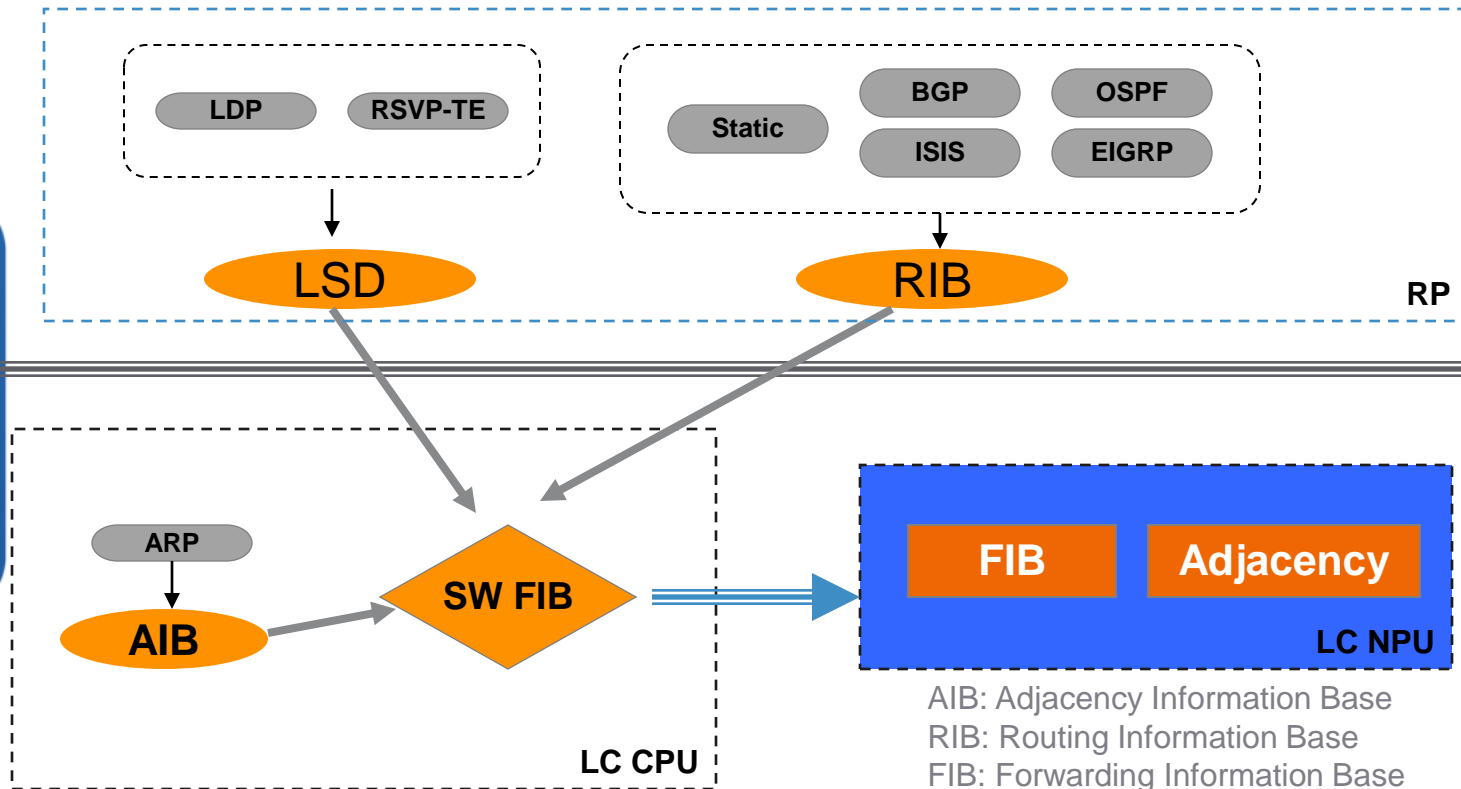 LDP
RSVP-TE
Static
BGP
OSPF
ISIS
EIGRP
LSD
RIB
RP
ARP
AIB
SW FIB
LC CPU
FIB
Adjacency
LC NPU
AIB: Adjacency Information Base
RIB: Routing Information Base
FIB: Forwarding Information Base